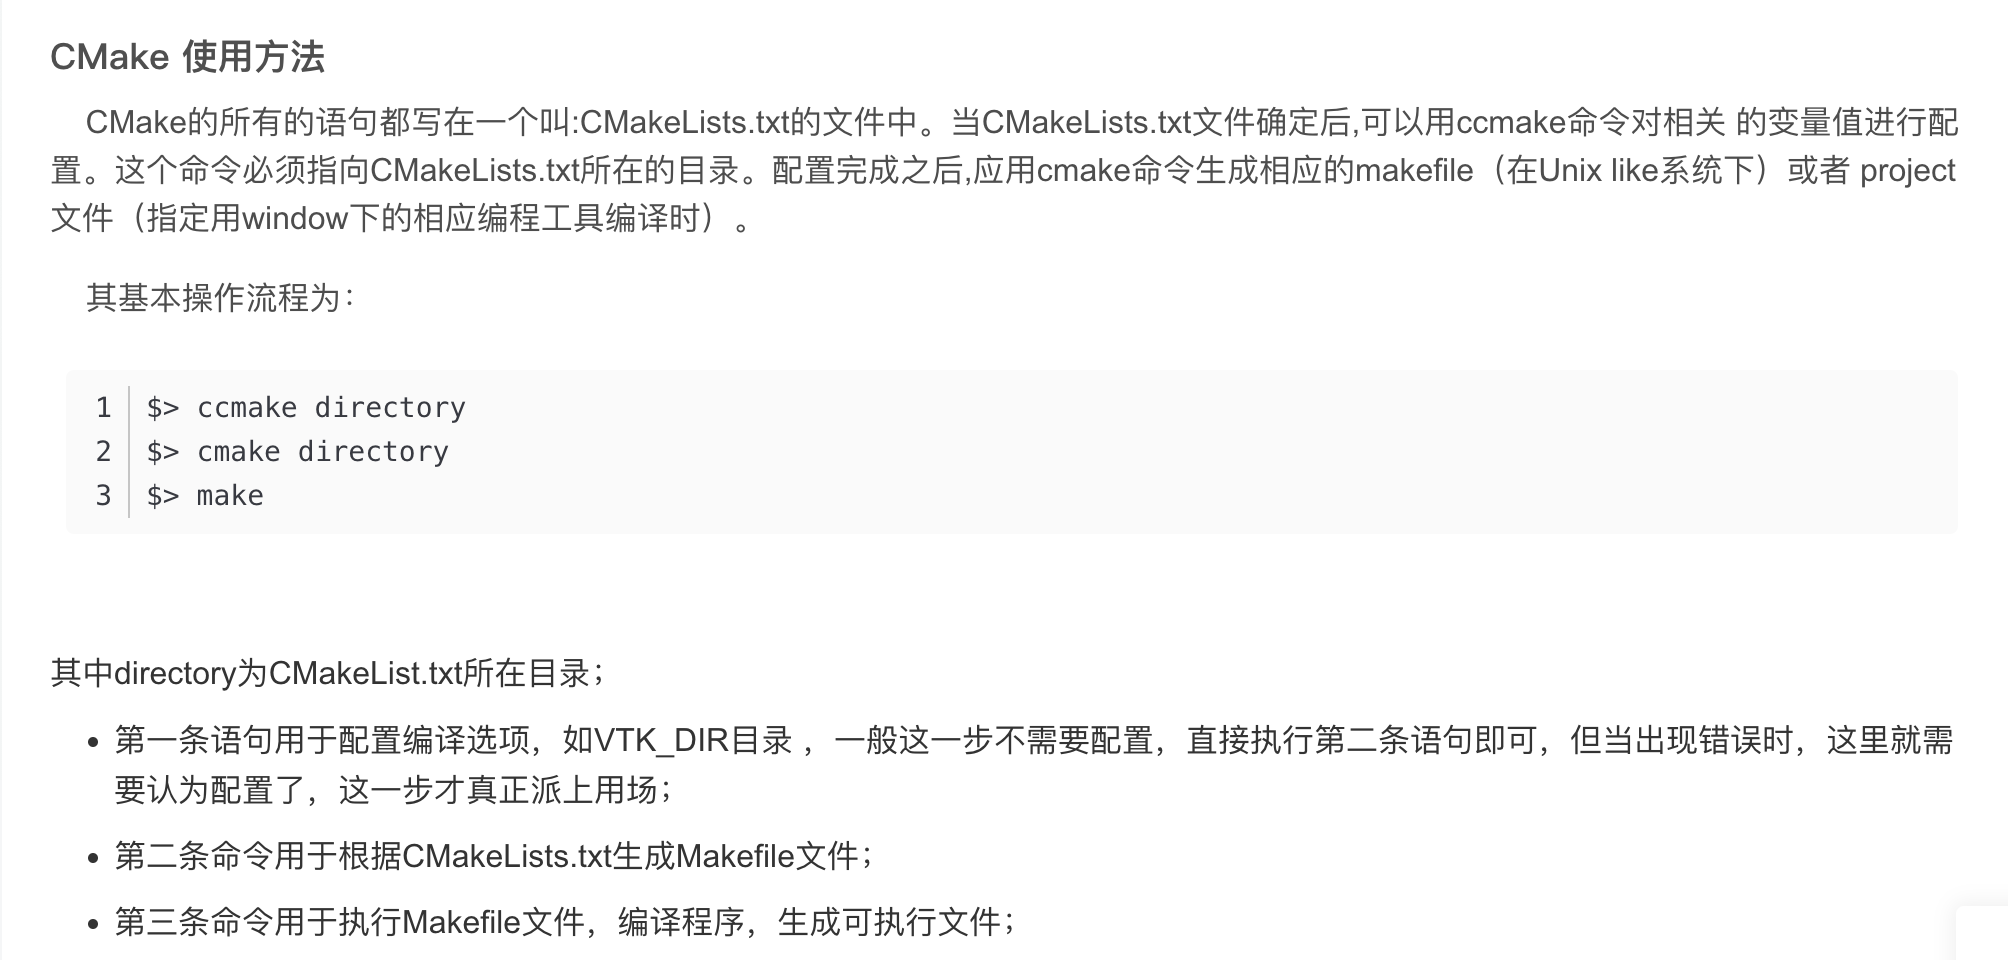 CMake 使用方法
CMake的所有的语句都写在一个叫:CMakeLists.txt的文件中。当CMakeLists.txt文件确定后,可以用ccmake命令对相关 的变量值进行配
置。这个命令必须指向CMakeLists.txt所在的目录。配置完成之后,应用cmake命令生成相应的makefile（在Unix like系统下）或者 project
文件（指定用window下的相应编程工具编译时）。
其基本操作流程为：
1 $> ccmake directory
2 $> cmake directory
3 $> make
其中directory为CMakeList.txt所在目录；
• 第一条语句用于配置编译选项，如VTK_DIR目录 ，一般这一步不需要配置，直接执行第二条语句即可，但当出现错误时，这里就需
要认为配置了，这一步才真正派上用场；
• 第二条命令用于根据CMakeLists.txt生成Makefile文件；
• 第三条命令用于执行Makefile文件，编译程序，生成可执行文件；